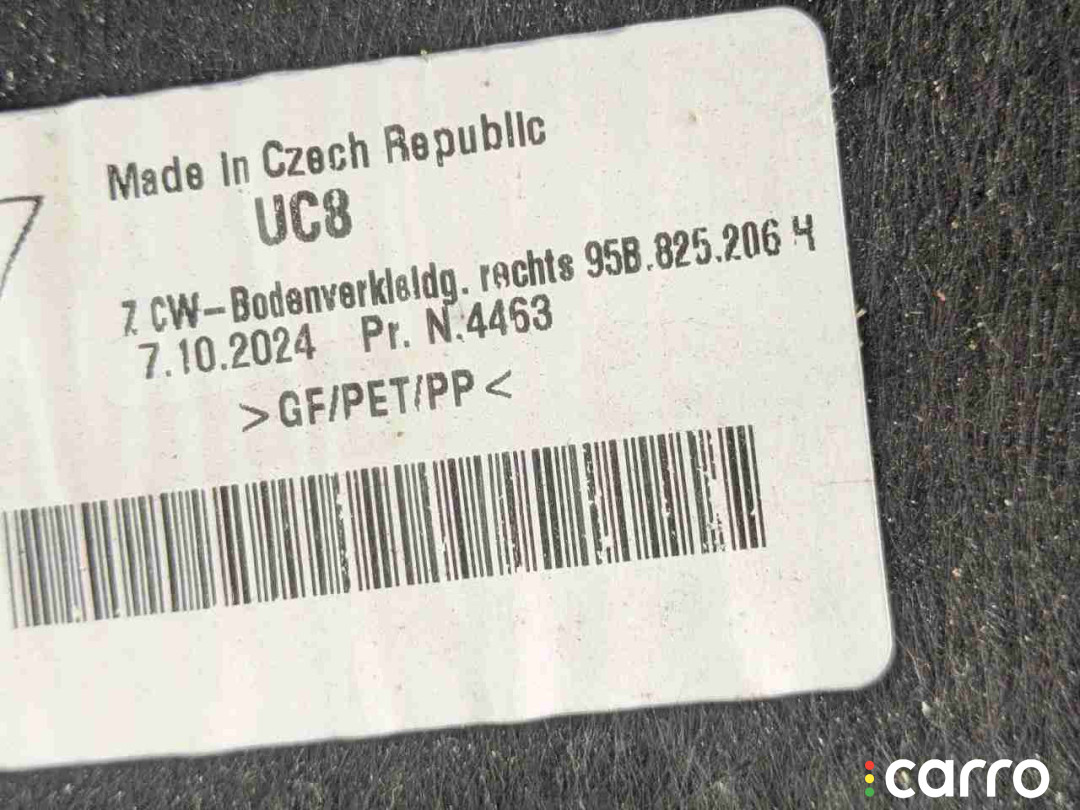 Made in Czech Republic
UC8
7. CW-Bodenverkleidg. rechts 95B.825.206 H
7.10.2024 Pr. N.4463
>GF/PET/PP<
carro